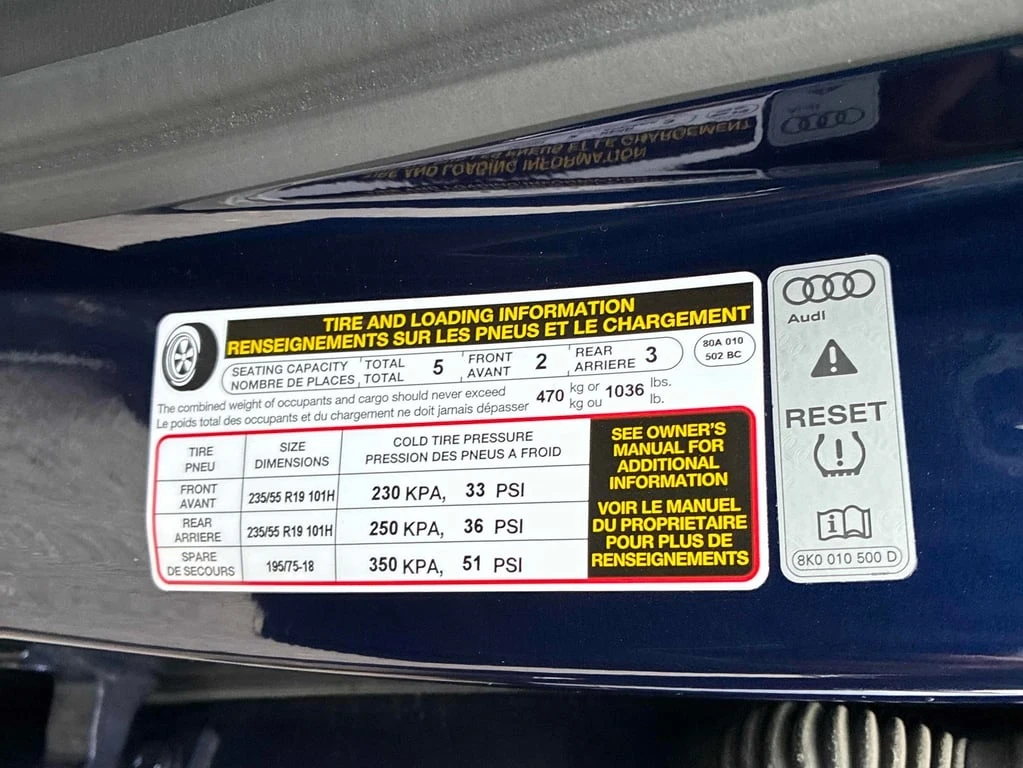 TIRE AND LOADING INFORMATION
RENSEIGNEMENTS SUR LES PNEUS ET LE CHARGEMENT
SEATING CAPACITY TOTAL 5 FRONT 2 REAR 3
NOMBRE DE PLACES TOTAL AVANT ARRIERE
80A 010
502 BC
The combined weight of occupants and cargo should never exceed 470 kg or 1036 lbs.
Le poids total des occupants et du chargement ne doit jamais dépasser kg ou lb.
TIRE SIZE COLD TIRE PRESSURE
PNEU DIMENSIONS PRESSION DES PNEUS A FROID
FRONT
AVANT 235/55 R19 101H 230 KPA, 33 PSI
REAR
ARRIERE 235/55 R19 101H 250 KPA, 36 PSI
SPARE
DE SECOURS 195/75-18 350 KPA, 51 PSI
SEE OWNER'S
MANUAL FOR
ADDITIONAL
INFORMATION
VOIR LE MANUEL
DU PROPRIETAIRE
POUR PLUS DE
RENSEIGNEMENTS
Audi
RESET
8K0 010 500 D